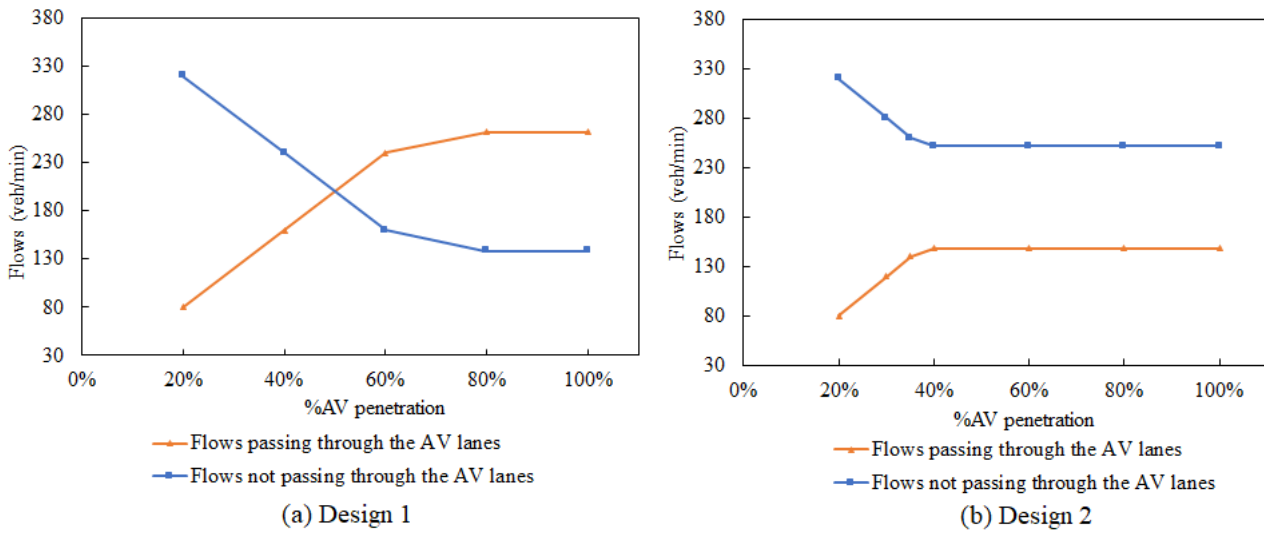 380
330
280
230
180
130
80
30
Flows (veh/min)
0% 20% 40% 60% 80% 100%
%AV penetration
Flows passing through the AV lanes
Flows not passing through the AV lanes
(a) Design 1
380
330
280
230
180
130
80
30
Flows (veh/min)
0% 20% 40% 60% 80% 100%
%AV penetration
Flows passing through the AV lanes
Flows not passing through the AV lanes
(b) Design 2